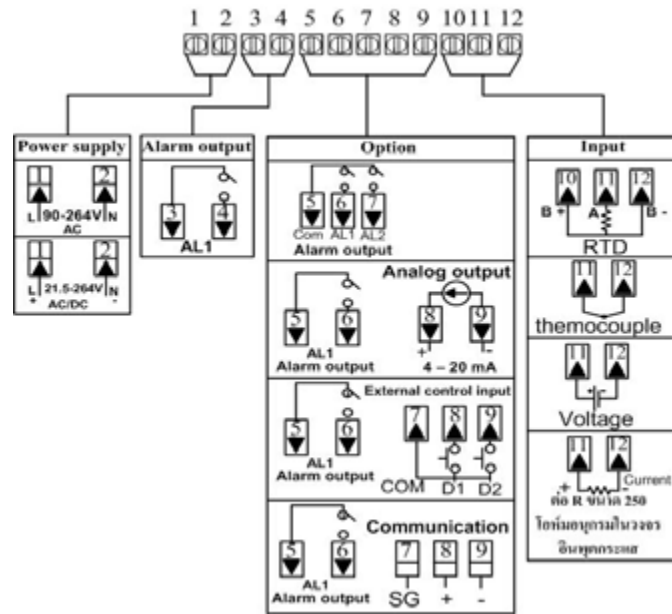 1 2 3 4 5 6 7 8 9 10 11 12
Power supply
1 2
L 90-264V N
AC
1 2
L 21.5-264V N
+ AC/DC -
Alarm output
3 4
AL1
Option
5 6 7
Com AL1 AL2
Alarm output
Analog output
5 6 8 9
+ -
AL1
Alarm output
4 – 20 mA
External control input
5 6 7 8 9
AL1
Alarm output
COM D1 D2
Communication
5 6 7 8 9
AL1
Alarm output
SG + -
Input
10 11 12
B + A B -
RTD
11 12
themocouple
11 12
+ -
Voltage
11 12
+ - Current
ต่อ R ขนาด 250
โอห์มอนุกรมในวงจร
อินพุตกระแส